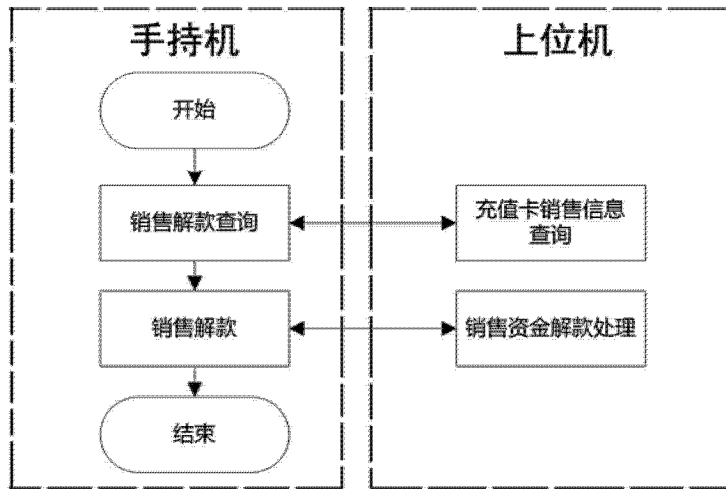 手持机
上位机
开始
销售解款查询
充值卡销售信息
查询
销售解款
销售资金解款处理
结束